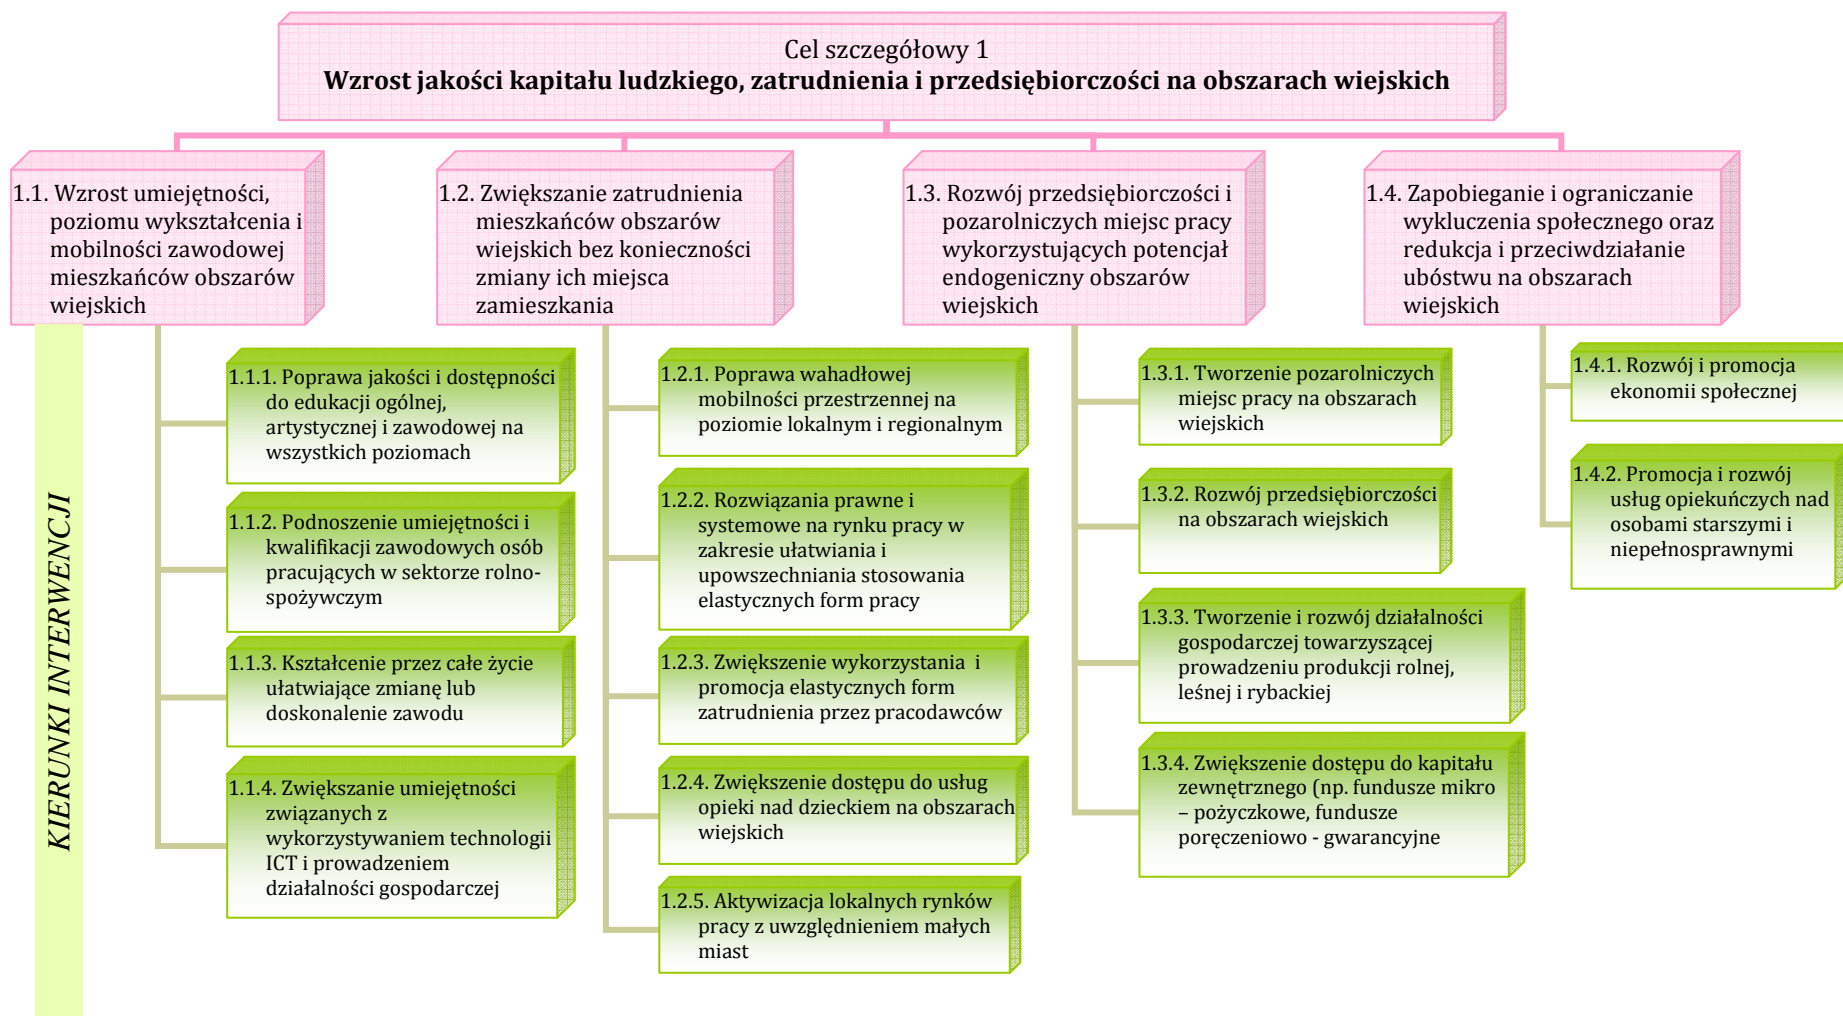 Cel szczegółowy 1
Wzrost jakości kapitału ludzkiego, zatrudnienia i przedsiębiorczości na obszarach wiejskich
1.1. Wzrost umiejętności,
poziomu wykształcenia i
mobilności zawodowej
mieszkańców obszarów
wiejskich
1.2. Zwiększanie zatrudnienia
mieszkańców obszarów
wiejskich bez konieczności
zmiany ich miejsca
zamieszkania
1.3. Rozwój przedsiębiorczości i
pozarolniczych miejsc pracy
wykorzystujących potencjał
endogeniczny obszarów
wiejskich
1.4. Zapobieganie i ograniczanie
wykluczenia społecznego oraz
redukcja i przeciwdziałanie
ubóstwu na obszarach
wiejskich
KIERUNKI INTERWENCJI
1.1.1. Poprawa jakości i dostępności
do edukacji ogólnej,
artystycznej i zawodowej na
wszystkich poziomach
1.1.2. Podnoszenie umiejętności i
kwalifikacji zawodowych osób
pracujących w sektorze rolno-
spożywczym
1.1.3. Kształcenie przez całe życie
ułatwiające zmianę lub
doskonalenie zawodu
1.1.4. Zwiększanie umiejętności
związanych z
wykorzystywaniem technologii
ICT i prowadzeniem
działalności gospodarczej
1.2.1. Poprawa wahadłowej
mobilności przestrzennej na
poziomie lokalnym i regionalnym
1.2.2. Rozwiązania prawne i
systemowe na rynku pracy w
zakresie ułatwiania i
upowszechniania stosowania
elastycznych form pracy
1.2.3. Zwiększenie wykorzystania i
promocja elastycznych form
zatrudnienia przez pracodawców
1.2.4. Zwiększenie dostępu do usług
opieki nad dzieckiem na obszarach
wiejskich
1.2.5. Aktywizacja lokalnych rynków
pracy z uwzględnieniem małych
miast
1.3.1. Tworzenie pozarolniczych
miejsc pracy na obszarach
wiejskich
1.3.2. Rozwój przedsiębiorczości
na obszarach wiejskich
1.3.3. Tworzenie i rozwój działalności
gospodarczej towarzyszącej
prowadzeniu produkcji rolnej,
leśnej i rybackiej
1.3.4. Zwiększenie dostępu do kapitału
zewnętrznego (np. fundusze mikro
– pożyczkowe, fundusze
poręczeniowo - gwarancyjne
1.4.1. Rozwój i promocja
ekonomii społecznej
1.4.2. Promocja i rozwój
usług opiekuńczych nad
osobami starszymi i
niepełnosprawnymi